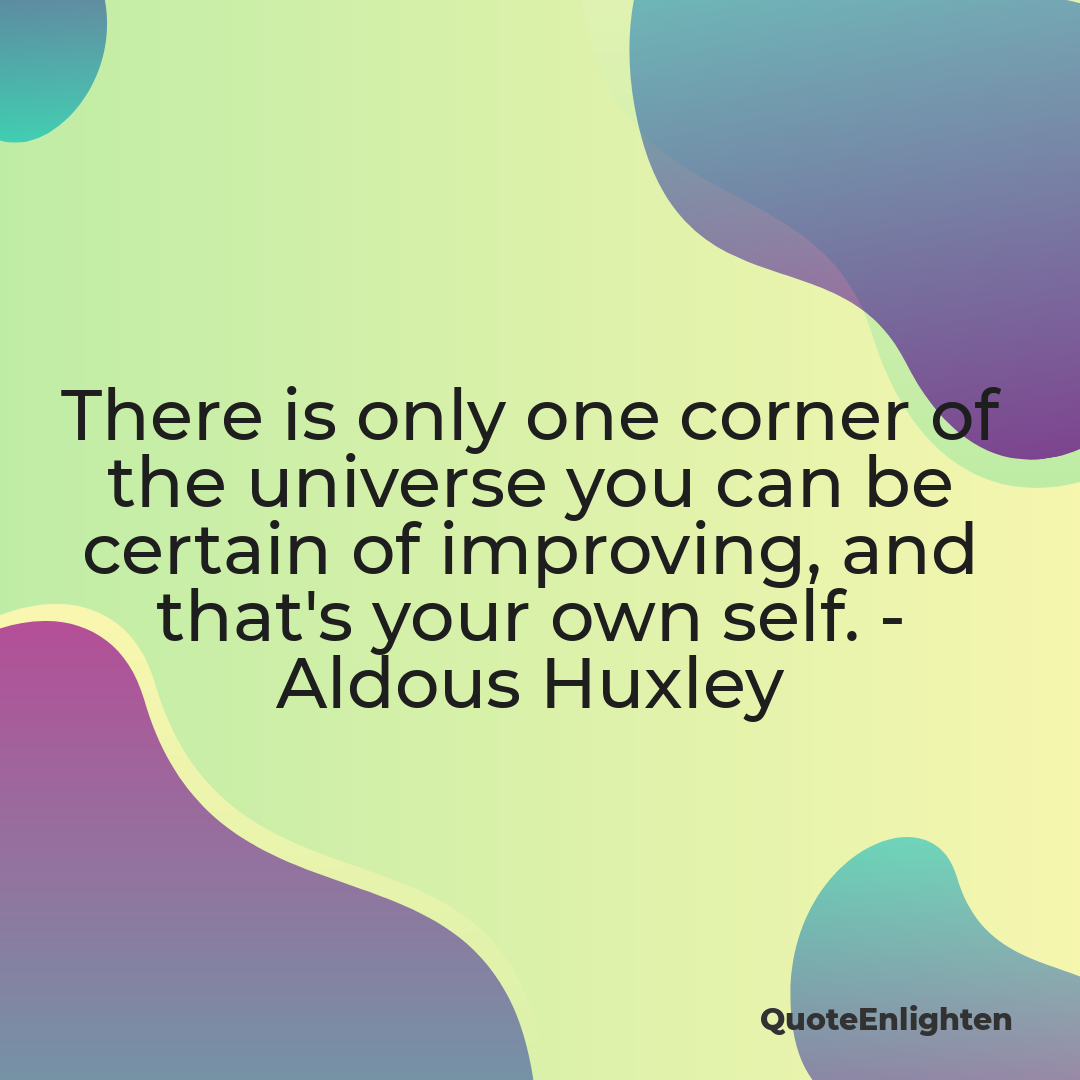 There is only one corner of
the universe you can be
certain of improving, and
that's your own self. -
Aldous Huxley
QuoteEnlighten